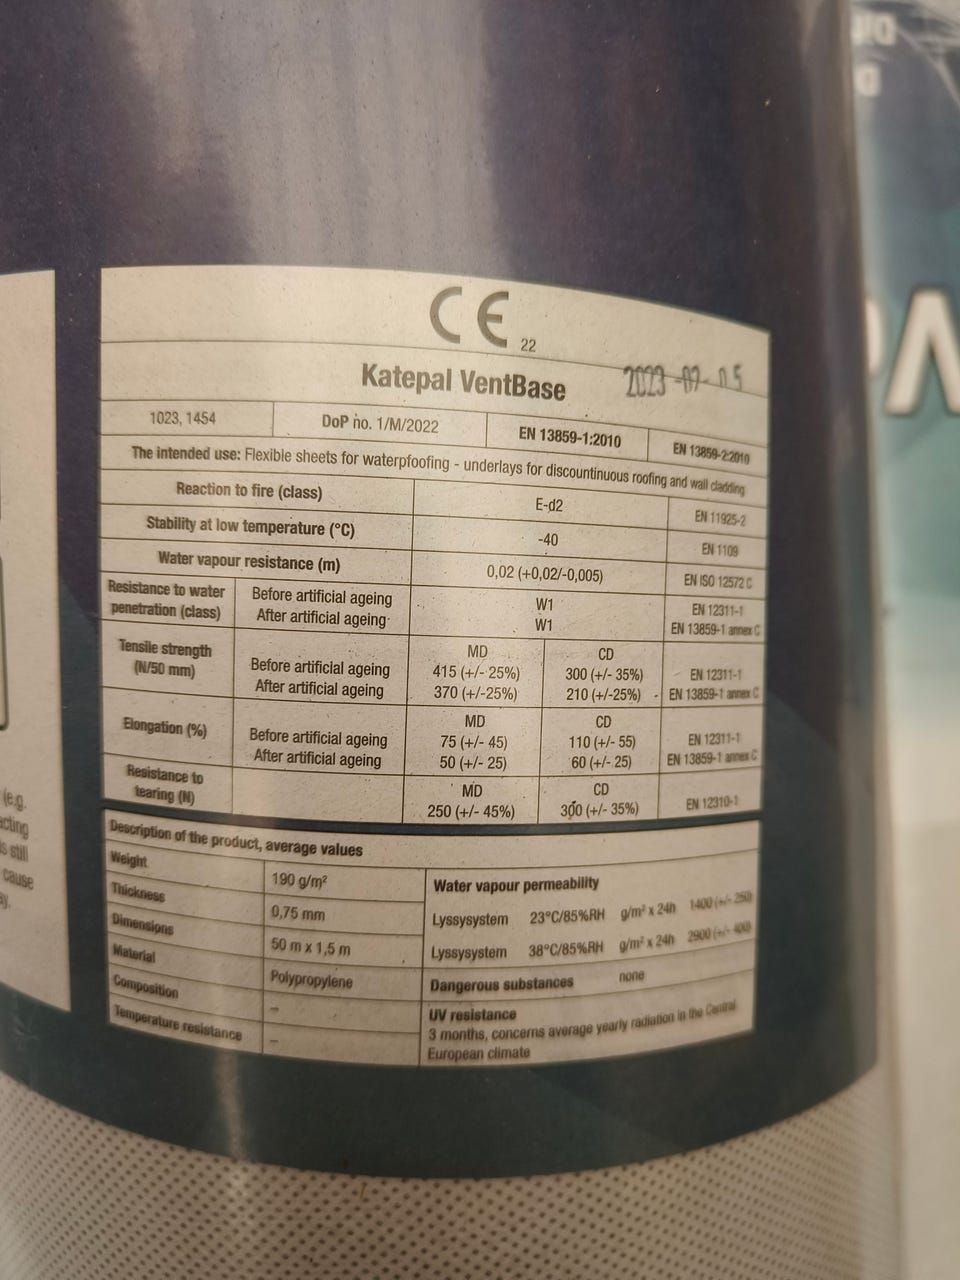 CE
22
Katepal VentBase
1023, 1454 DoP no. 1/M/2022 EN 13859-1:2010 EN 13859-2:2010
The intended use: Flexible sheets for waterpfoofing - underlays for discountinuous roofing and wall cladding
Reaction to fire (class) E-d2 EN 11925-2
Stability at low temperature (°C) -40 EN 1109
Water vapour resistance (m) 0,02 (+0,02/-0,005) EN ISO 12572 C
Resistance to water penetration (class)
Before artificial ageing W1 EN 12311-1
After artificial ageing W1 EN 13859-1 annex C
Tensile strength (N/50 mm)
MD CD
Before artificial ageing 415 (+/- 25%) 300 (+/- 35%) EN 12311-1
After artificial ageing 370 (+/-25%) 210 (+/-25%) EN 13859-1 annex C
Elongation (%)
MD CD
Before artificial ageing 75 (+/- 45) 110 (+/- 55) EN 12311-1
After artificial ageing 50 (+/- 25) 60 (+/- 25) EN 13859-1 annex C
Resistance to tearing (N)
MD CD
250 (+/- 45%) 300 (+/- 35%) EN 12310-1
Description of the product, average values
Weight 190 g/m²
Thickness 0,75 mm
Dimensions 50 m x 1,5 m
Material Polypropylene
Composition -
Temperature resistance -
Water vapour permeability
Lyssysystem 23°C/85%RH g/m² x 24h 1400 (+/- 250)
Lyssysystem 38°C/85%RH g/m² x 24h 2900 (+/- 400)
Dangerous substances none
UV resistance
3 months, concerns average yearly radiation in the Central
European climate
(e.g.
s still
cause